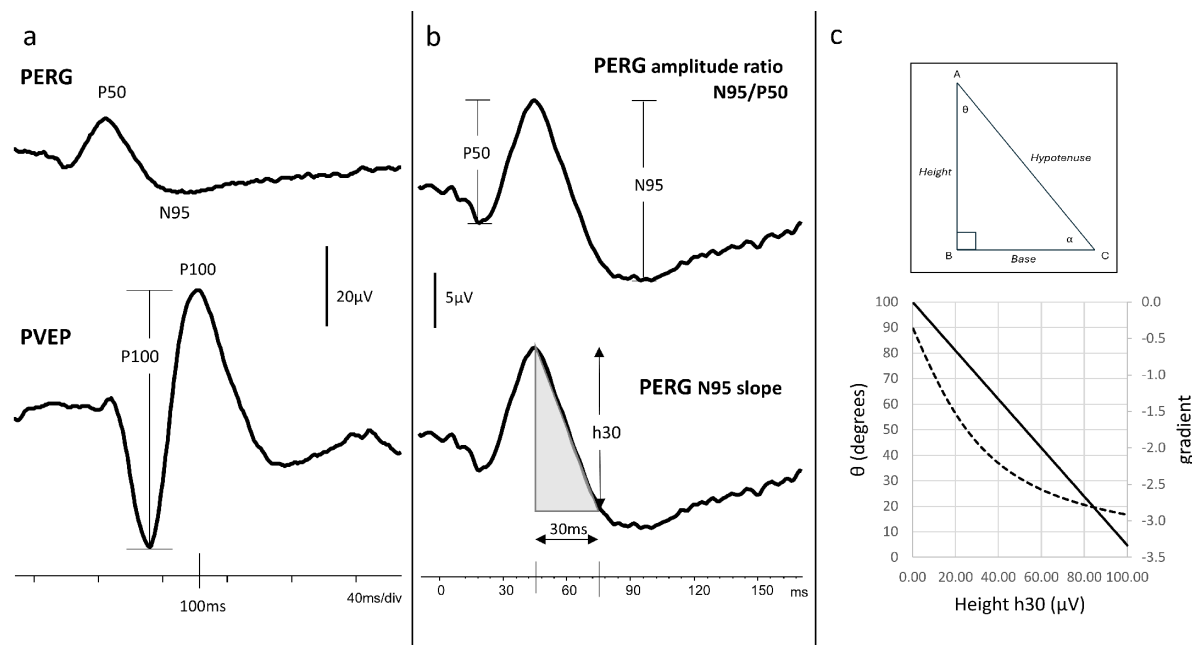 a
PERG
P50
N95
P100
20µV
PVEP
P100
100ms
40ms/div
b
PERG amplitude ratio
N95/P50
P50
N95
5µV
PERG N95 slope
h30
30ms
0 30 60 90 120 150 ms
c
A
θ
Height
Hypotenuse
α
B
C
Base
100 0.0
90
-0.5
80
70
-1.0
60
-1.5
50
40
-2.0
30
-2.5
20
-3.0
10
0 -3.5
θ (degrees)
gradient
0.00 20.00 40.00 60.00 80.00 100.00
Height h30 (µV)